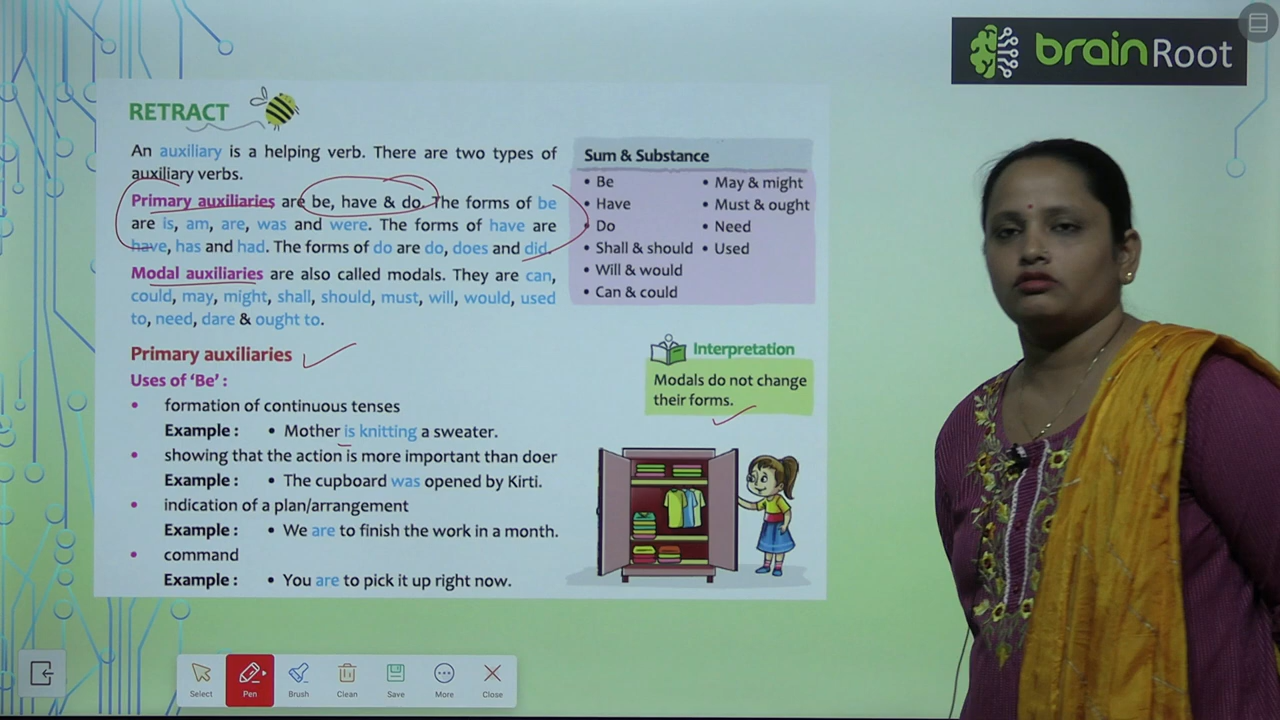 brainRoot
RETRACT
An auxiliary is a helping verb. There are two types of
auxiliary verbs.
Primary auxiliaries are be, have & do. The forms of be
are is, am, are, was and were. The forms of have are
have, has and had. The forms of do are do, does and did.
Modal auxiliaries are also called modals. They are can,
could, may, might, shall, should, must, will, would, used
to, need, dare & ought to.
Primary auxiliaries
Uses of ‘Be’ :
• formation of continuous tenses
Example : • Mother is knitting a sweater.
• showing that the action is more important than doer
Example : • The cupboard was opened by Kirti.
• indication of a plan/arrangement
Example : • We are to finish the work in a month.
• command
Example : • You are to pick it up right now.
Sum & Substance
• Be
• Have
• Do
• Shall & should
• Will & would
• Can & could
• May & might
• Must & ought
• Need
• Used
Interpretation
Modals do not change
their forms.
Select Pen Brush Clean Save More Close